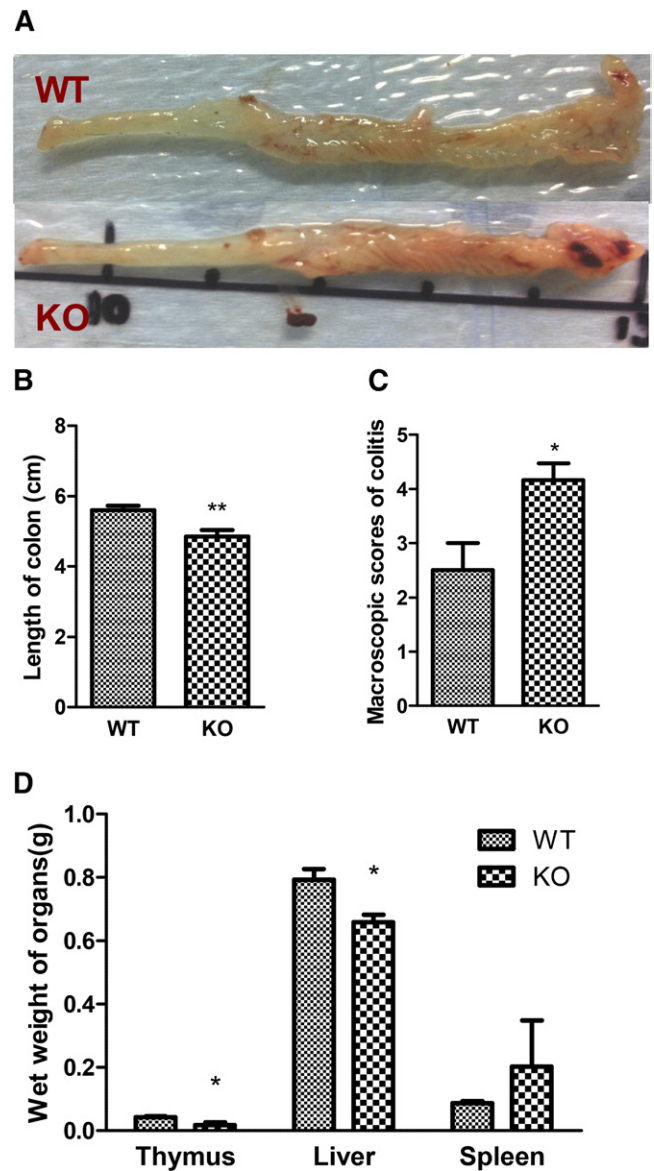 A
WT
KO
10
B
Length of colon (cm)
8
6
4
2
0
**
WT
KO
C
Macroscopic scores of colitis
5
4
3
2
1
0
*
WT
KO
D
Wet weight of organs(g)
1.0
0.8
0.6
0.4
0.2
0.0
*
*
WT
KO
Thymus
Liver
Spleen